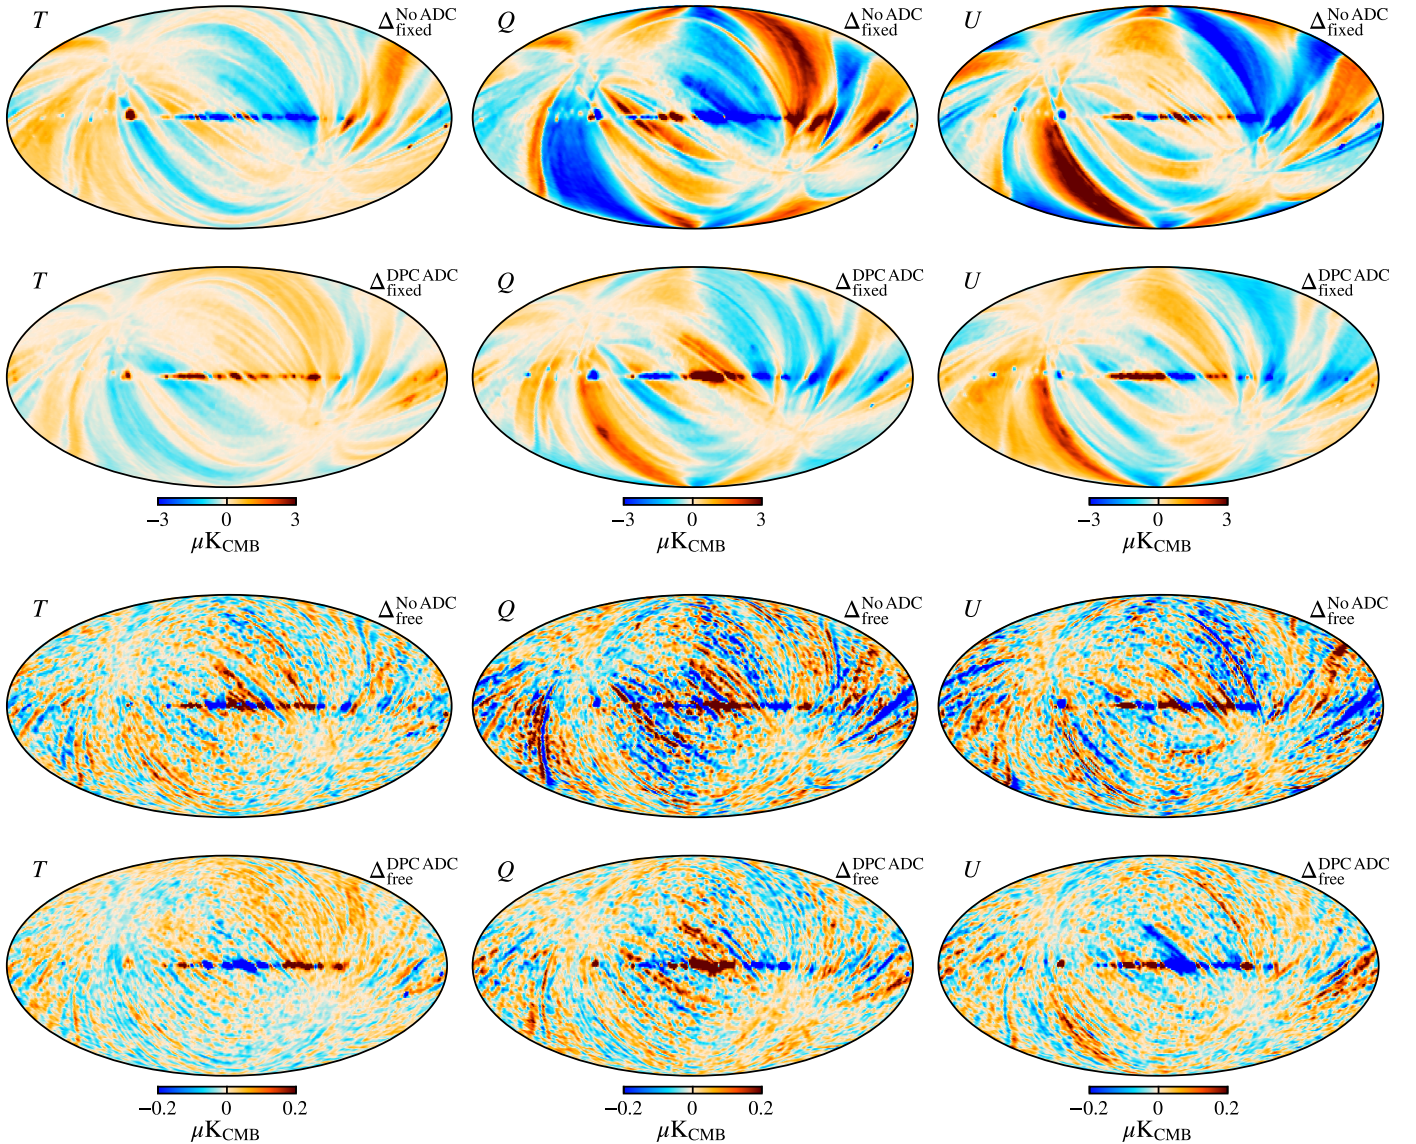 T Δ^No ADC_fixed Q Δ^No ADC_fixed U Δ^No ADC_fixed
T Δ^DPC ADC_fixed Q Δ^DPC ADC_fixed U Δ^DPC ADC_fixed
−3 0 3 −3 0 3 −3 0 3
μK_CMB μK_CMB μK_CMB
T Δ^No ADC_free Q Δ^No ADC_free U Δ^No ADC_free
T Δ^DPC ADC_free Q Δ^DPC ADC_free U Δ^DPC ADC_free
−0.2 0 0.2 −0.2 0 0.2 −0.2 0 0.2
μK_CMB μK_CMB μK_CMB